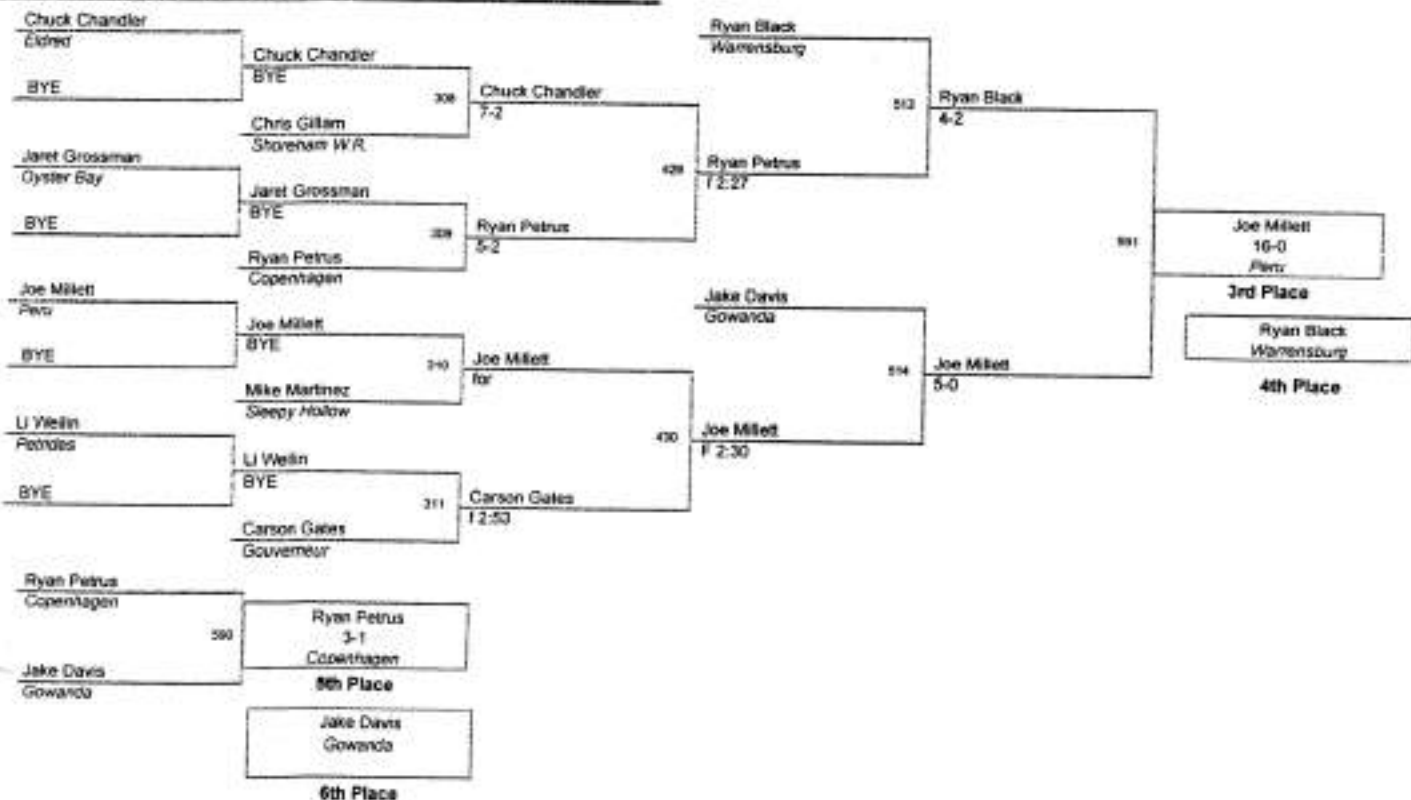 Chuck Chandler
Eldred
BYE
Chuck Chandler
BYE
308
Chris Gillam
Shoreham W.R.
Chuck Chandler
7-2
Jaret Grossman
Oyster Bay
BYE
Jaret Grossman
BYE
309
Ryan Petrus
Copenhagen
Ryan Petrus
5-2
429
Ryan Black
Warrensburg
Ryan Petrus
f 2:27
513
Ryan Black
4-2
Joe Millett
Peru
BYE
Joe Millett
BYE
310
Mike Martinez
Sleepy Hollow
Joe Millett
for
Li Weilin
Petrides
BYE
Li Weilin
BYE
311
Carson Gates
Gouverneur
Carson Gates
f 2:53
430
Jake Davis
Gowanda
Joe Millett
F 2:30
514
Joe Millett
5-0
591
Joe Millett
16-0
Peru
3rd Place
Ryan Black
Warrensburg
4th Place
Ryan Petrus
Copenhagen
590
Jake Davis
Gowanda
Ryan Petrus
3-1
Copenhagen
5th Place
Jake Davis
Gowanda
6th Place